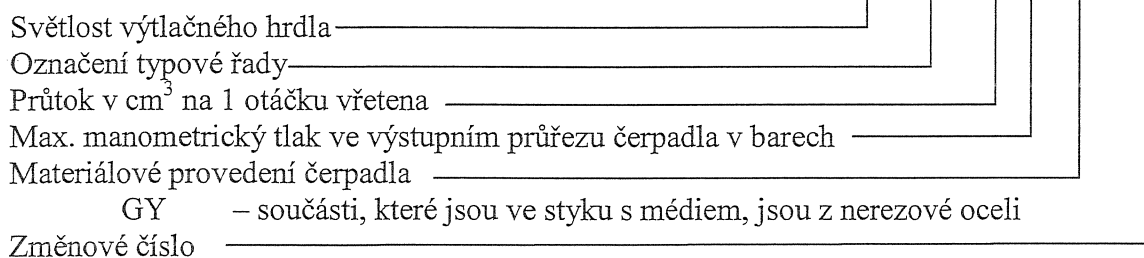 Světlost výtlačného hrdla
Označení typové řady
Průtok v cm³ na 1 otáčku vřetena
Max. manometrický tlak ve výstupním průřezu čerpadla v barech
Materiálové provedení čerpadla
GY – součásti, které jsou ve styku s médiem, jsou z nerezové oceli
Změnové číslo